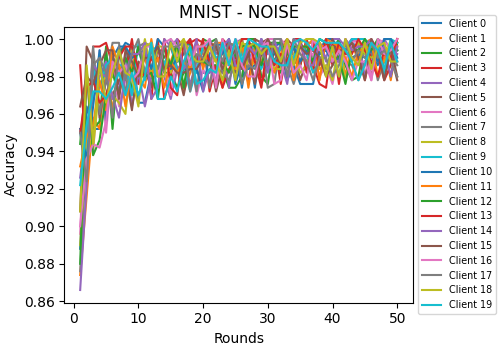 MNIST - NOISE
Accuracy
1.00
0.98
0.96
0.94
0.92
0.90
0.88
0.86
0
10
20
30
40
50
Rounds
Client 0
Client 1
Client 2
Client 3
Client 4
Client 5
Client 6
Client 7
Client 8
Client 9
Client 10
Client 11
Client 12
Client 13
Client 14
Client 15
Client 16
Client 17
Client 18
Client 19